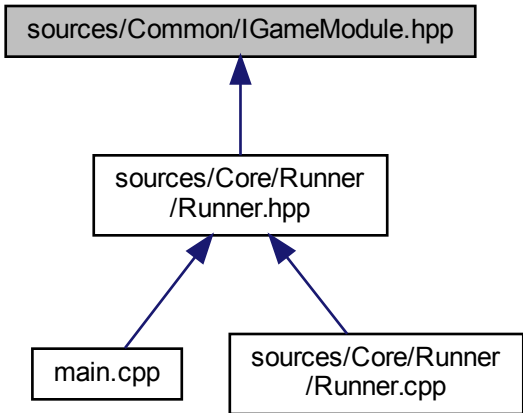 sources/Common/IGameModule.hpp
sources/Core/Runner
/Runner.hpp
main.cpp
sources/Core/Runner
/Runner.cpp